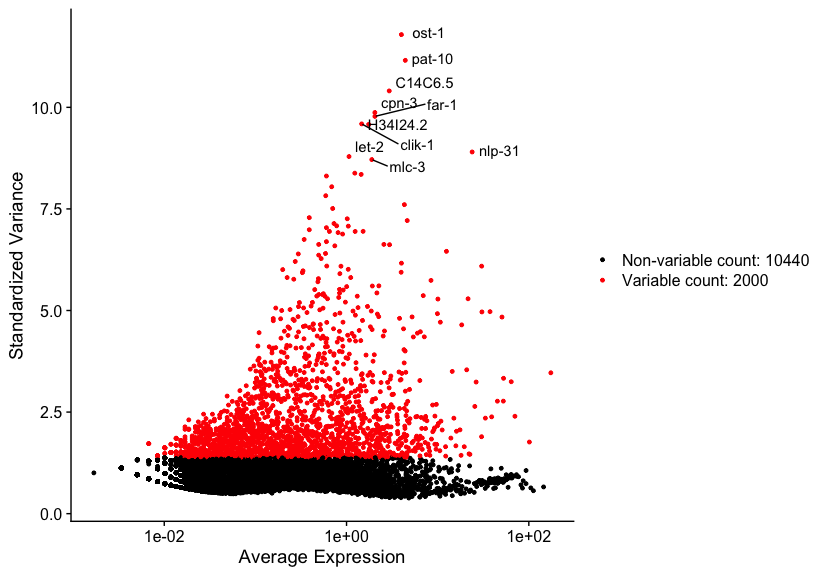 ost-1
pat-10
C14C6.5
cpn-3
far-1
H34I24.2
let-2
clik-1
nlp-31
mlc-3
Standardized Variance
10.0
7.5
5.0
2.5
0.0
1e-02
1e+00
1e+02
Average Expression
Non-variable count: 10440
Variable count: 2000